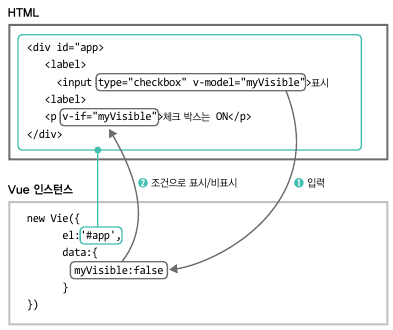 HTML
<div id="app>
<label>
<input type="checkbox" v-model="myVisible">표시
<label>
<p v-if="myVisible">체크 박스는 ON</p>
</div>
❷ 조건으로 표시/비표시
❶ 입력
Vue 인스턴스
new Vie({
el:'#app',
data:{
myVisible:false
}
})